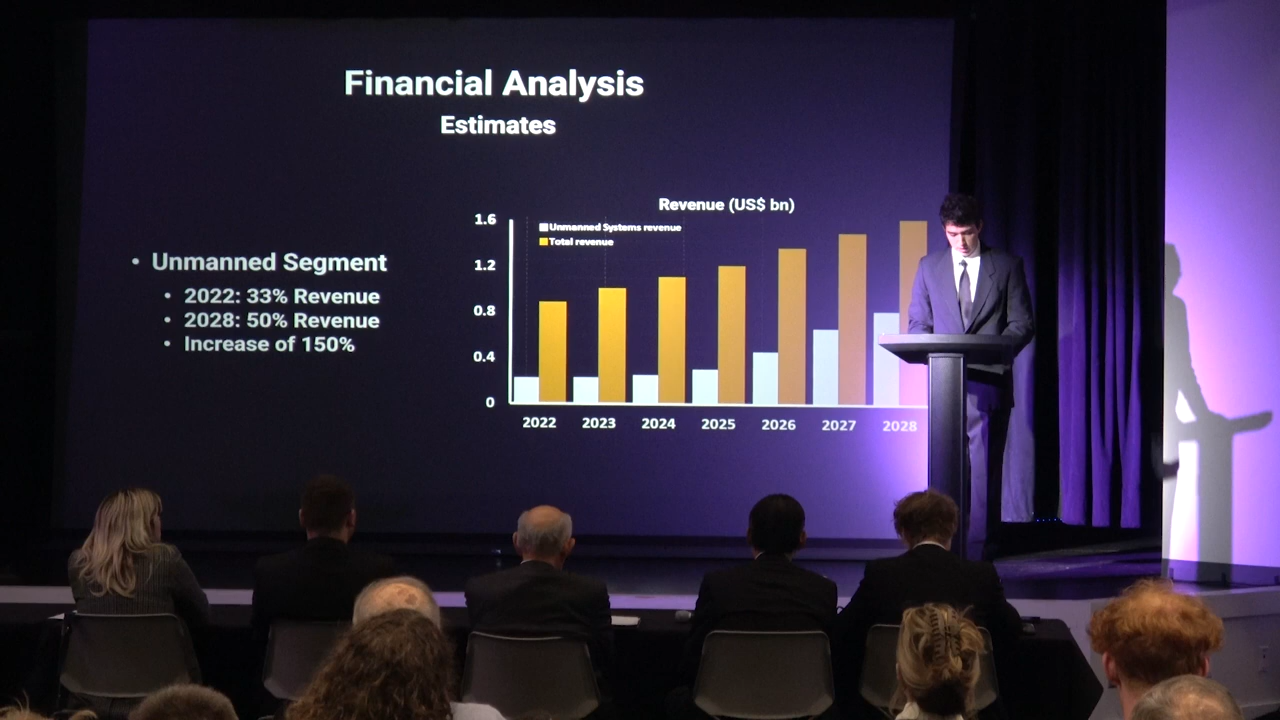 Financial Analysis
Estimates
• Unmanned Segment
• 2022: 33% Revenue
• 2028: 50% Revenue
• Increase of 150%
Revenue (US$ bn)
Unmanned Systems revenue
Total revenue
1.6
1.2
0.8
0.4
0
2022 2023 2024 2025 2026 2027 2028